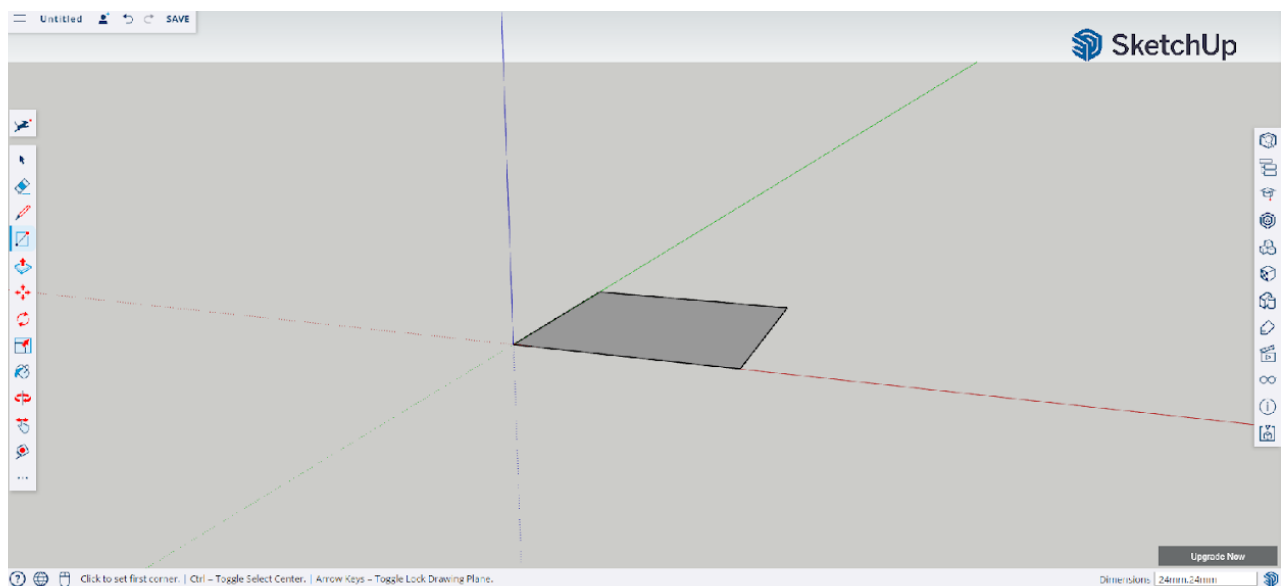 Untitled SAVE
SketchUp
Upgrade Now
Click to set first corner. | Ctrl – Toggle Select Center. | Arrow Keys – Toggle Lock Drawing Plane.
Dimensions 24mm,24mm